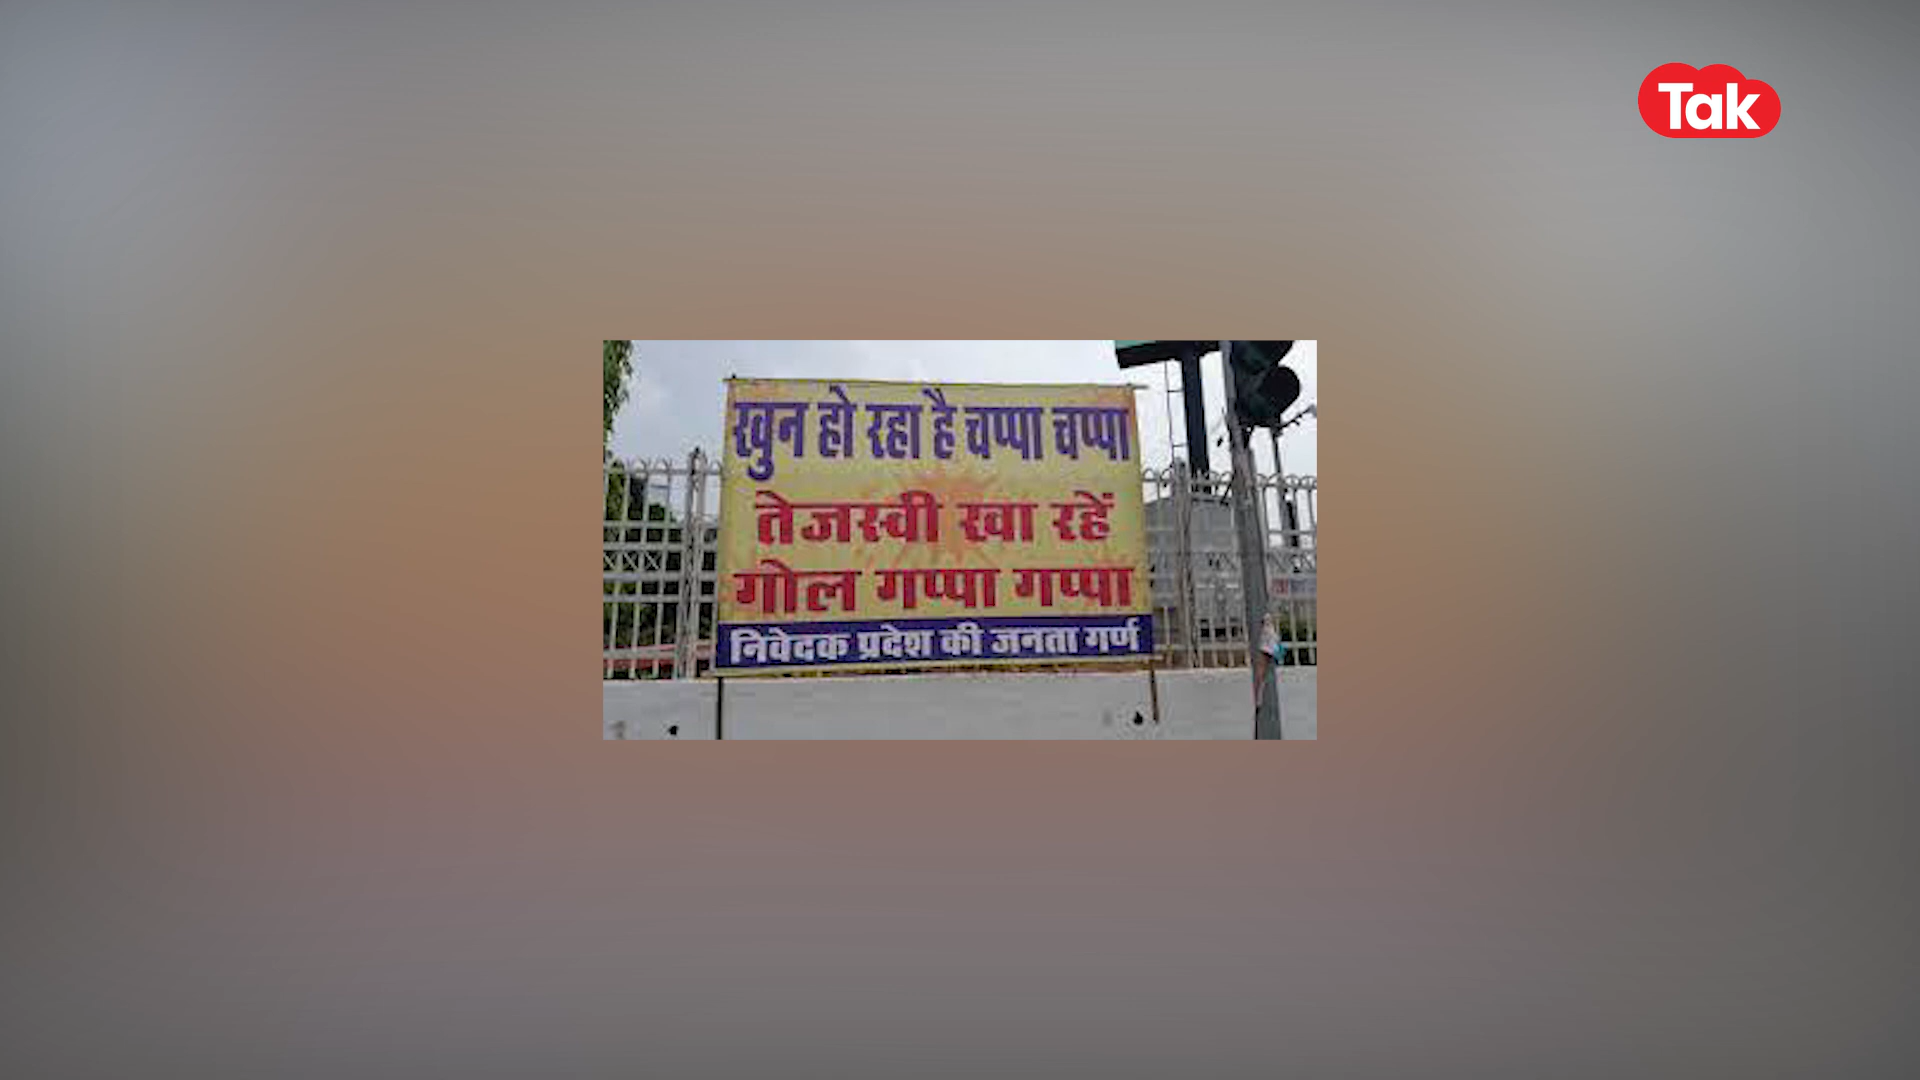 Tak
खुन हो रहा है चप्पा चप्पा
तेजस्वी खा रहें
गोल गप्पा गप्पा
निवेदक प्रदेश की जनता गर्ण